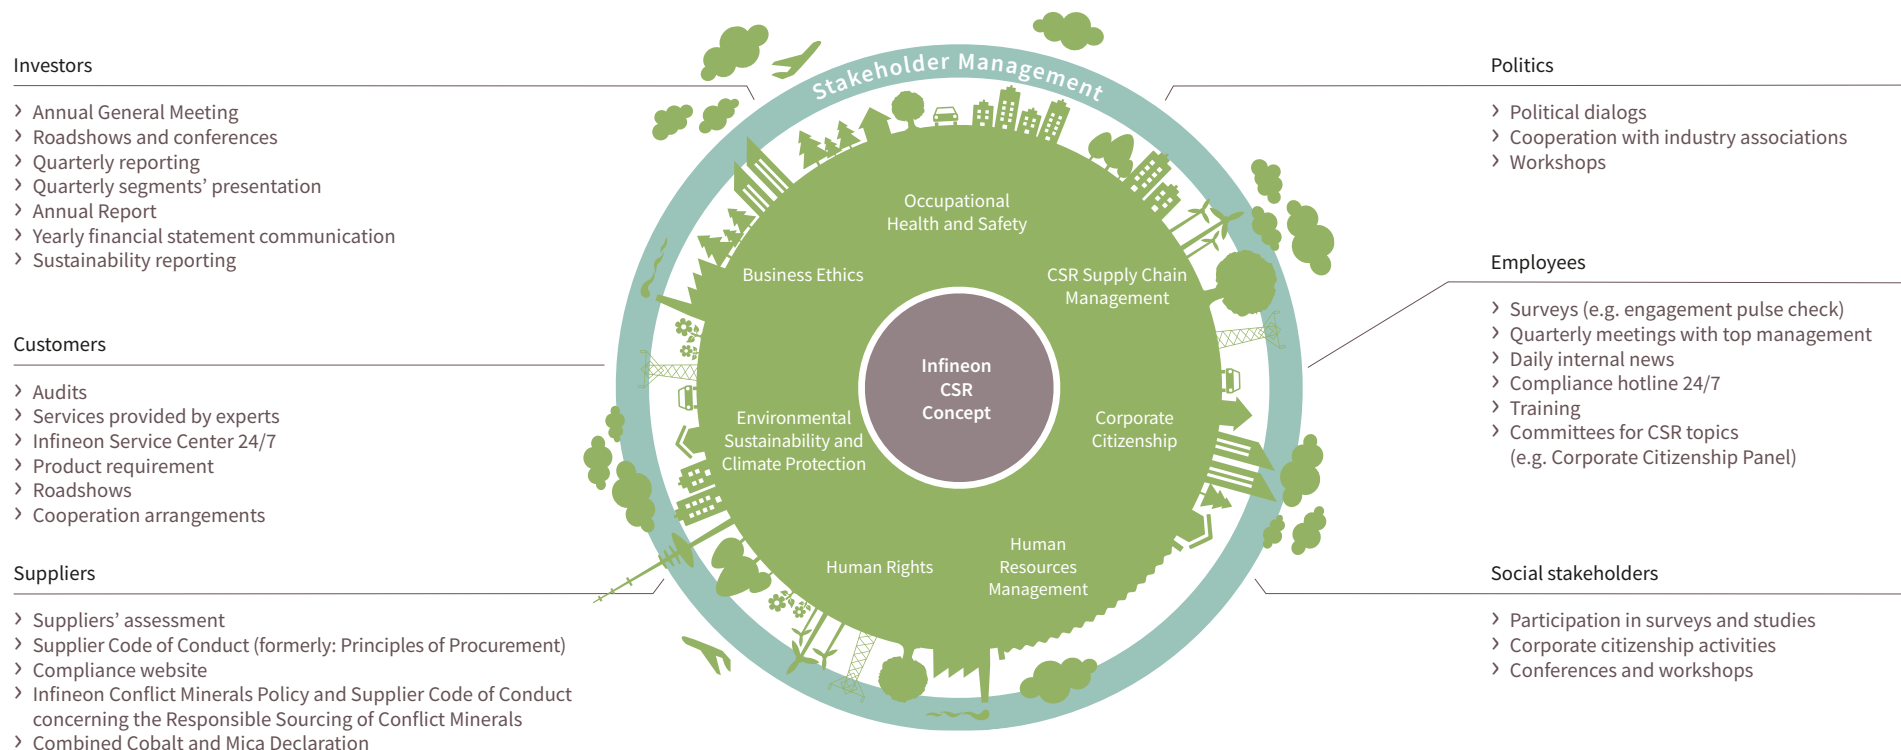 Stakeholder Management
Investors
› Annual General Meeting
› Roadshows and conferences
› Quarterly reporting
› Quarterly segments’ presentation
› Annual Report
› Yearly financial statement communication
› Sustainability reporting
Customers
› Audits
› Services provided by experts
› Infineon Service Center 24/7
› Product requirement
› Roadshows
› Cooperation arrangements
Suppliers
› Suppliers’ assessment
› Supplier Code of Conduct (formerly: Principles of Procurement)
› Compliance website
› Infineon Conflict Minerals Policy and Supplier Code of Conduct
concerning the Responsible Sourcing of Conflict Minerals
› Combined Cobalt and Mica Declaration
Occupational
Health and Safety
Business Ethics
CSR Supply Chain
Management
Infineon
CSR
Concept
Environmental
Sustainability and
Climate Protection
Corporate
Citizenship
Human Rights
Human
Resources
Management
Politics
› Political dialogs
› Cooperation with industry associations
› Workshops
Employees
› Surveys (e.g. engagement pulse check)
› Quarterly meetings with top management
› Daily internal news
› Compliance hotline 24/7
› Training
› Committees for CSR topics
(e.g. Corporate Citizenship Panel)
Social stakeholders
› Participation in surveys and studies
› Corporate citizenship activities
› Conferences and workshops